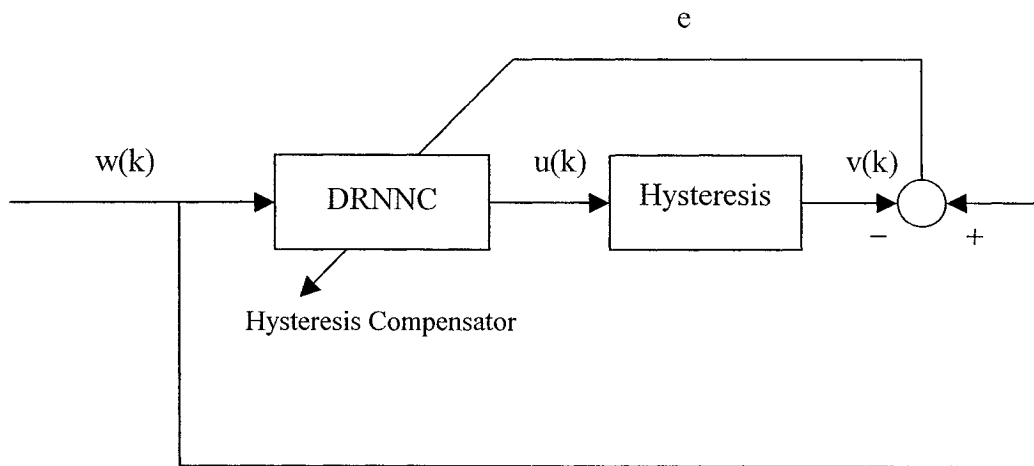 e
w(k)
DRNNC
u(k)
Hysteresis
v(k)
− +
Hysteresis Compensator